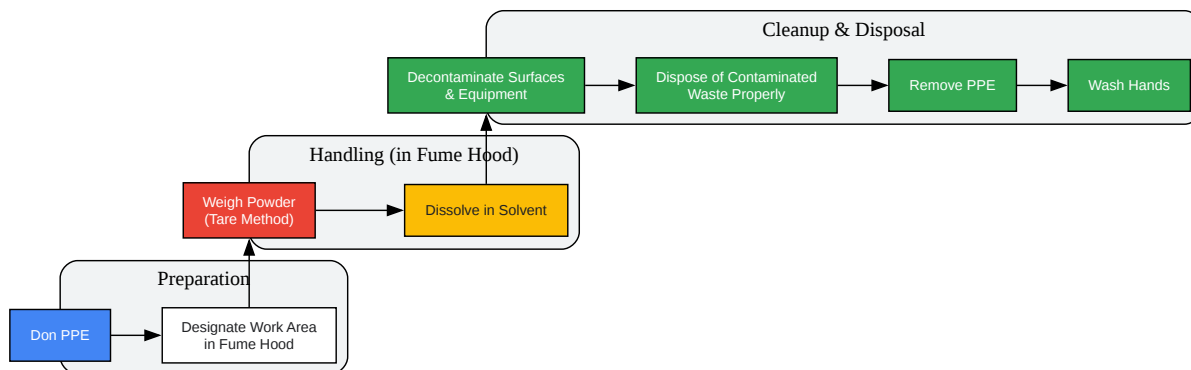 Cleanup & Disposal
Decontaminate Surfaces
& Equipment
Dispose of Contaminated
Waste Properly
Remove PPE
Wash Hands
Handling (in Fume Hood)
Weigh Powder
(Tare Method)
Dissolve in Solvent
Preparation
Don PPE
Designate Work Area
in Fume Hood